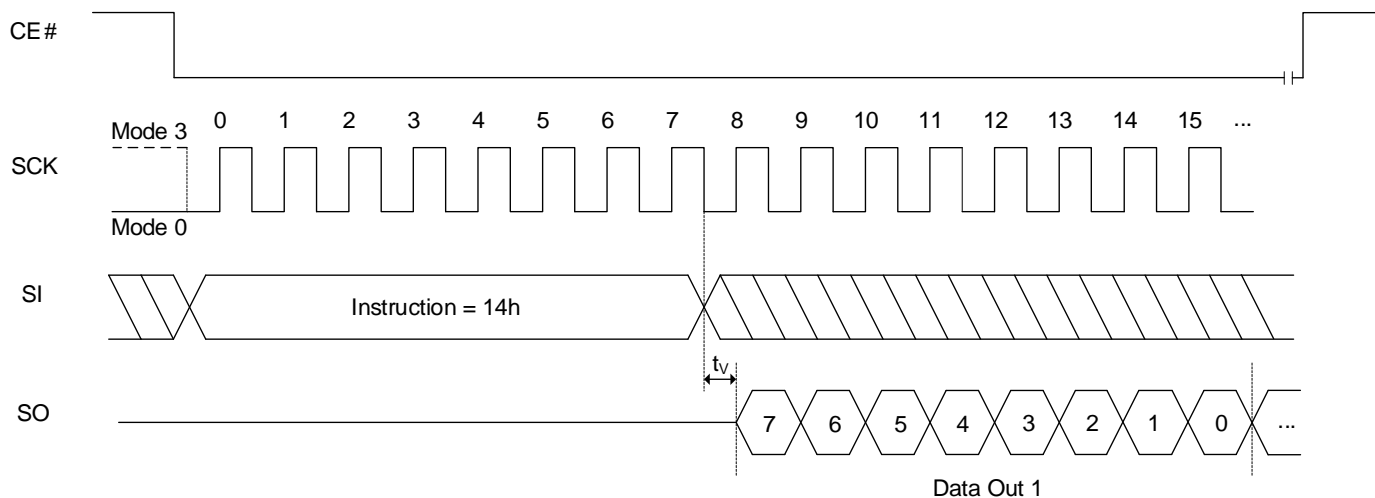 CE#
Mode 3 0 1 2 3 4 5 6 7 8 9 10 11 12 13 14 15 ...
SCK
Mode 0
SI Instruction = 14h
tV
SO 7 6 5 4 3 2 1 0 ...
Data Out 1